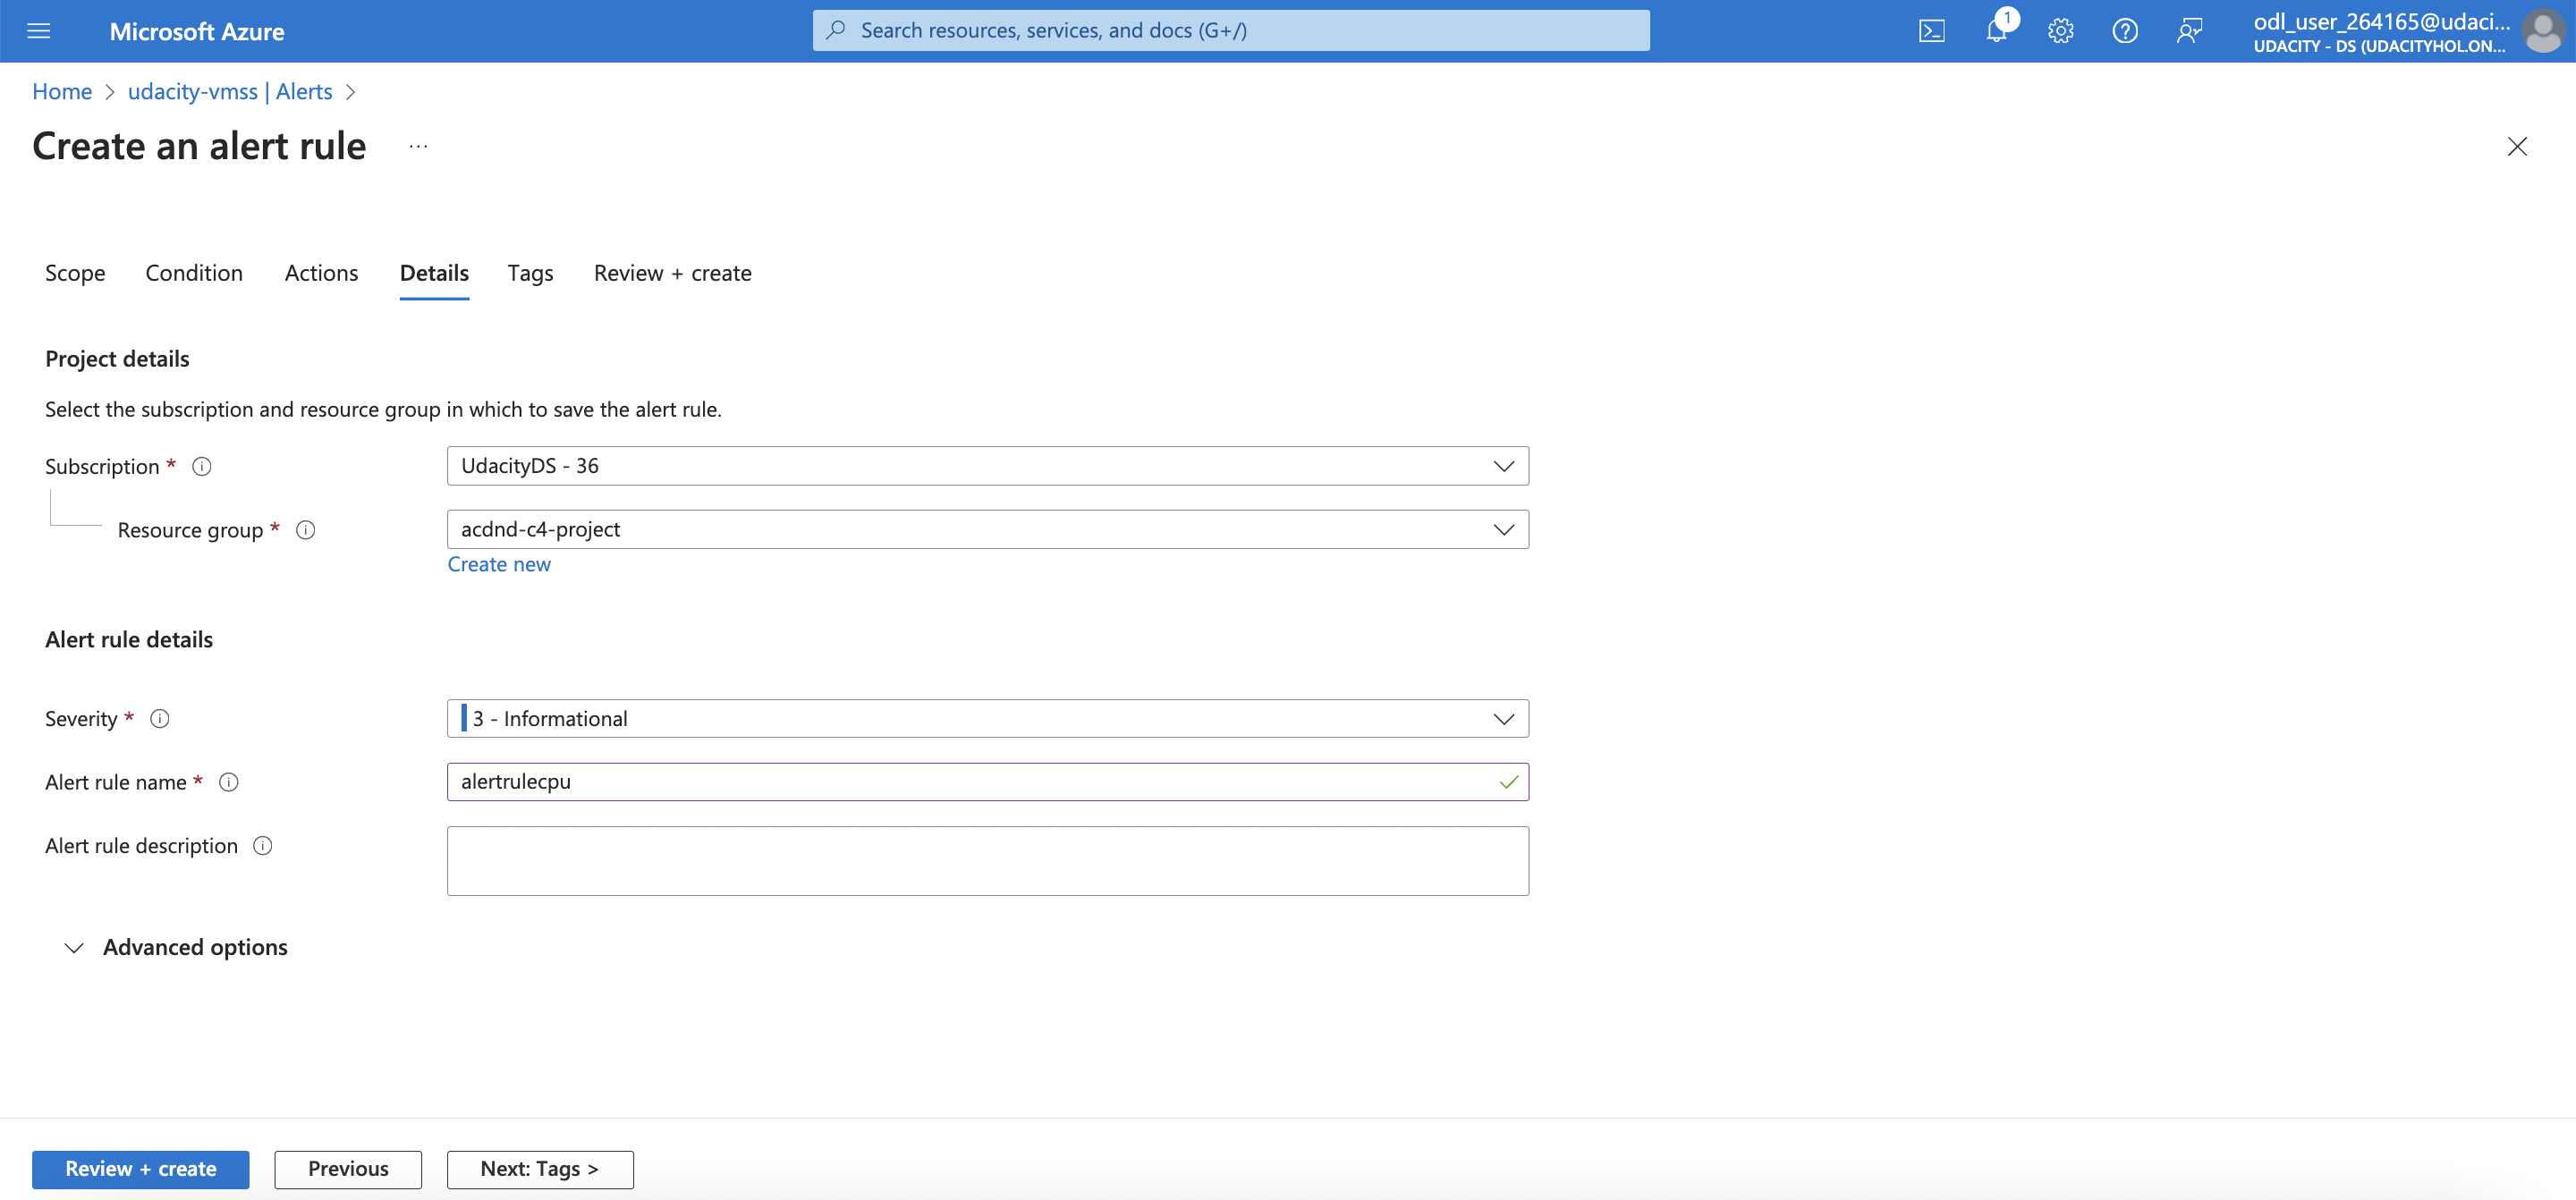 Microsoft Azure
Search resources, services, and docs (G+/)
1
odl_user_264165@udaci...
UDACITY - DS (UDACITYHOL.ON...
Home > udacity-vmss | Alerts >
Create an alert rule ...
Scope Condition Actions Details Tags Review + create
Project details
Select the subscription and resource group in which to save the alert rule.
Subscription * UdacityDS - 36
Resource group * acdnd-c4-project
Create new
Alert rule details
Severity * 3 - Informational
Alert rule name * alertrulecpu
Alert rule description
Advanced options
Review + create Previous Next: Tags >